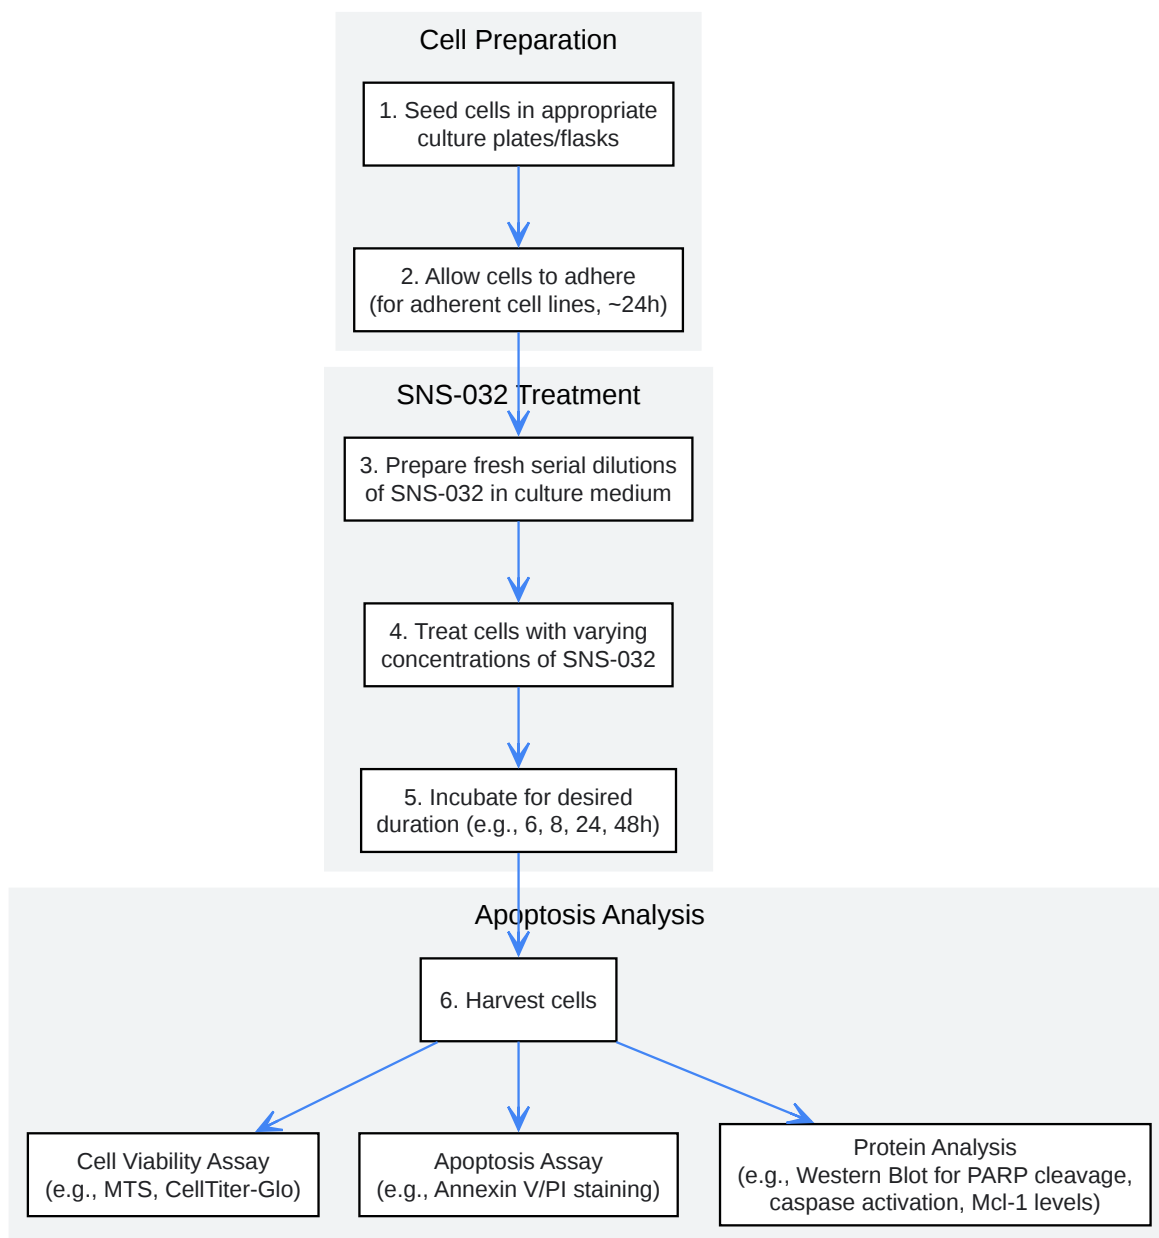 Cell Preparation
1. Seed cells in appropriate
culture plates/flasks
2. Allow cells to adhere
(for adherent cell lines, ~24h)
SNS-032 Treatment
3. Prepare fresh serial dilutions
of SNS-032 in culture medium
4. Treat cells with varying
concentrations of SNS-032
5. Incubate for desired
duration (e.g., 6, 8, 24, 48h)
Apoptosis Analysis
6. Harvest cells
Cell Viability Assay
(e.g., MTS, CellTiter-Glo)
Apoptosis Assay
(e.g., Annexin V/PI staining)
Protein Analysis
(e.g., Western Blot for PARP cleavage,
caspase activation, Mcl-1 levels)